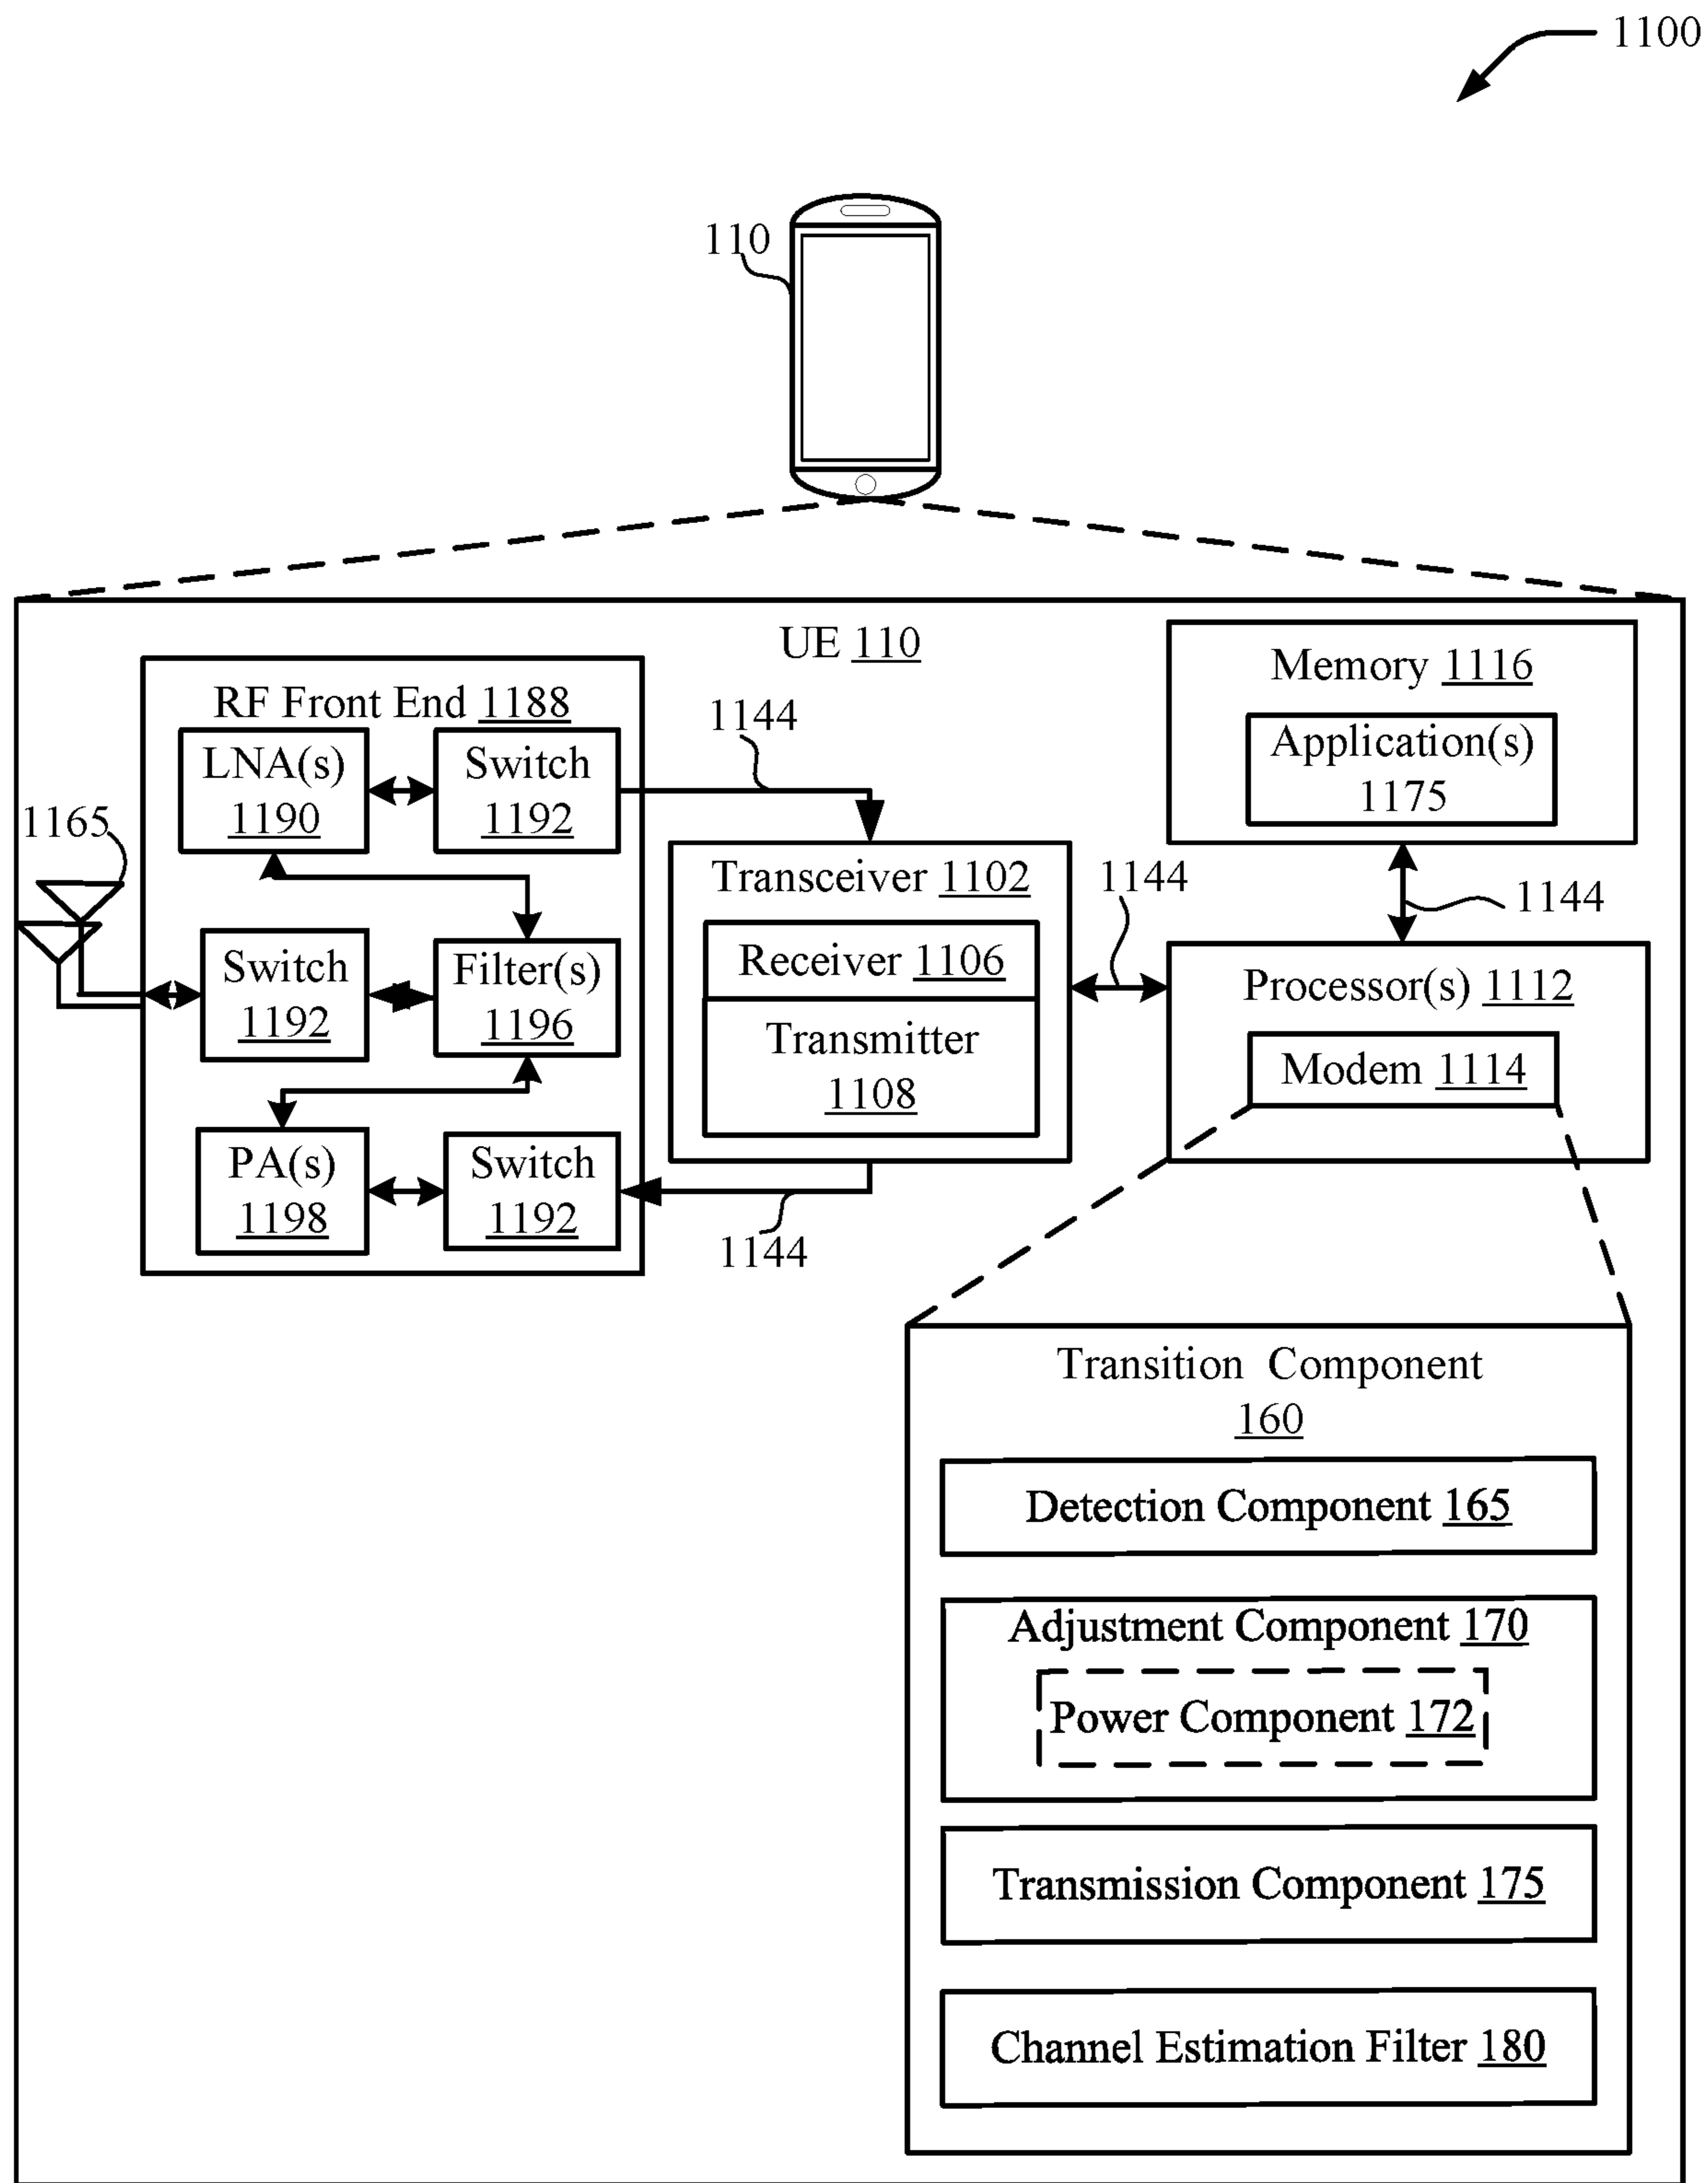 1100
110
UE 110
RF Front End 1188
LNA(s)
1190
Switch
1192
1144
1165
Switch
1192
Filter(s)
1196
PA(s)
1198
Switch
1192
1144
Transceiver 1102
Receiver 1106
Transmitter
1108
1144
Memory 1116
Application(s)
1175
1144
Processor(s) 1112
Modem 1114
Transition Component
160
Detection Component 165
Adjustment Component 170
Power Component 172
Transmission Component 175
Channel Estimation Filter 180